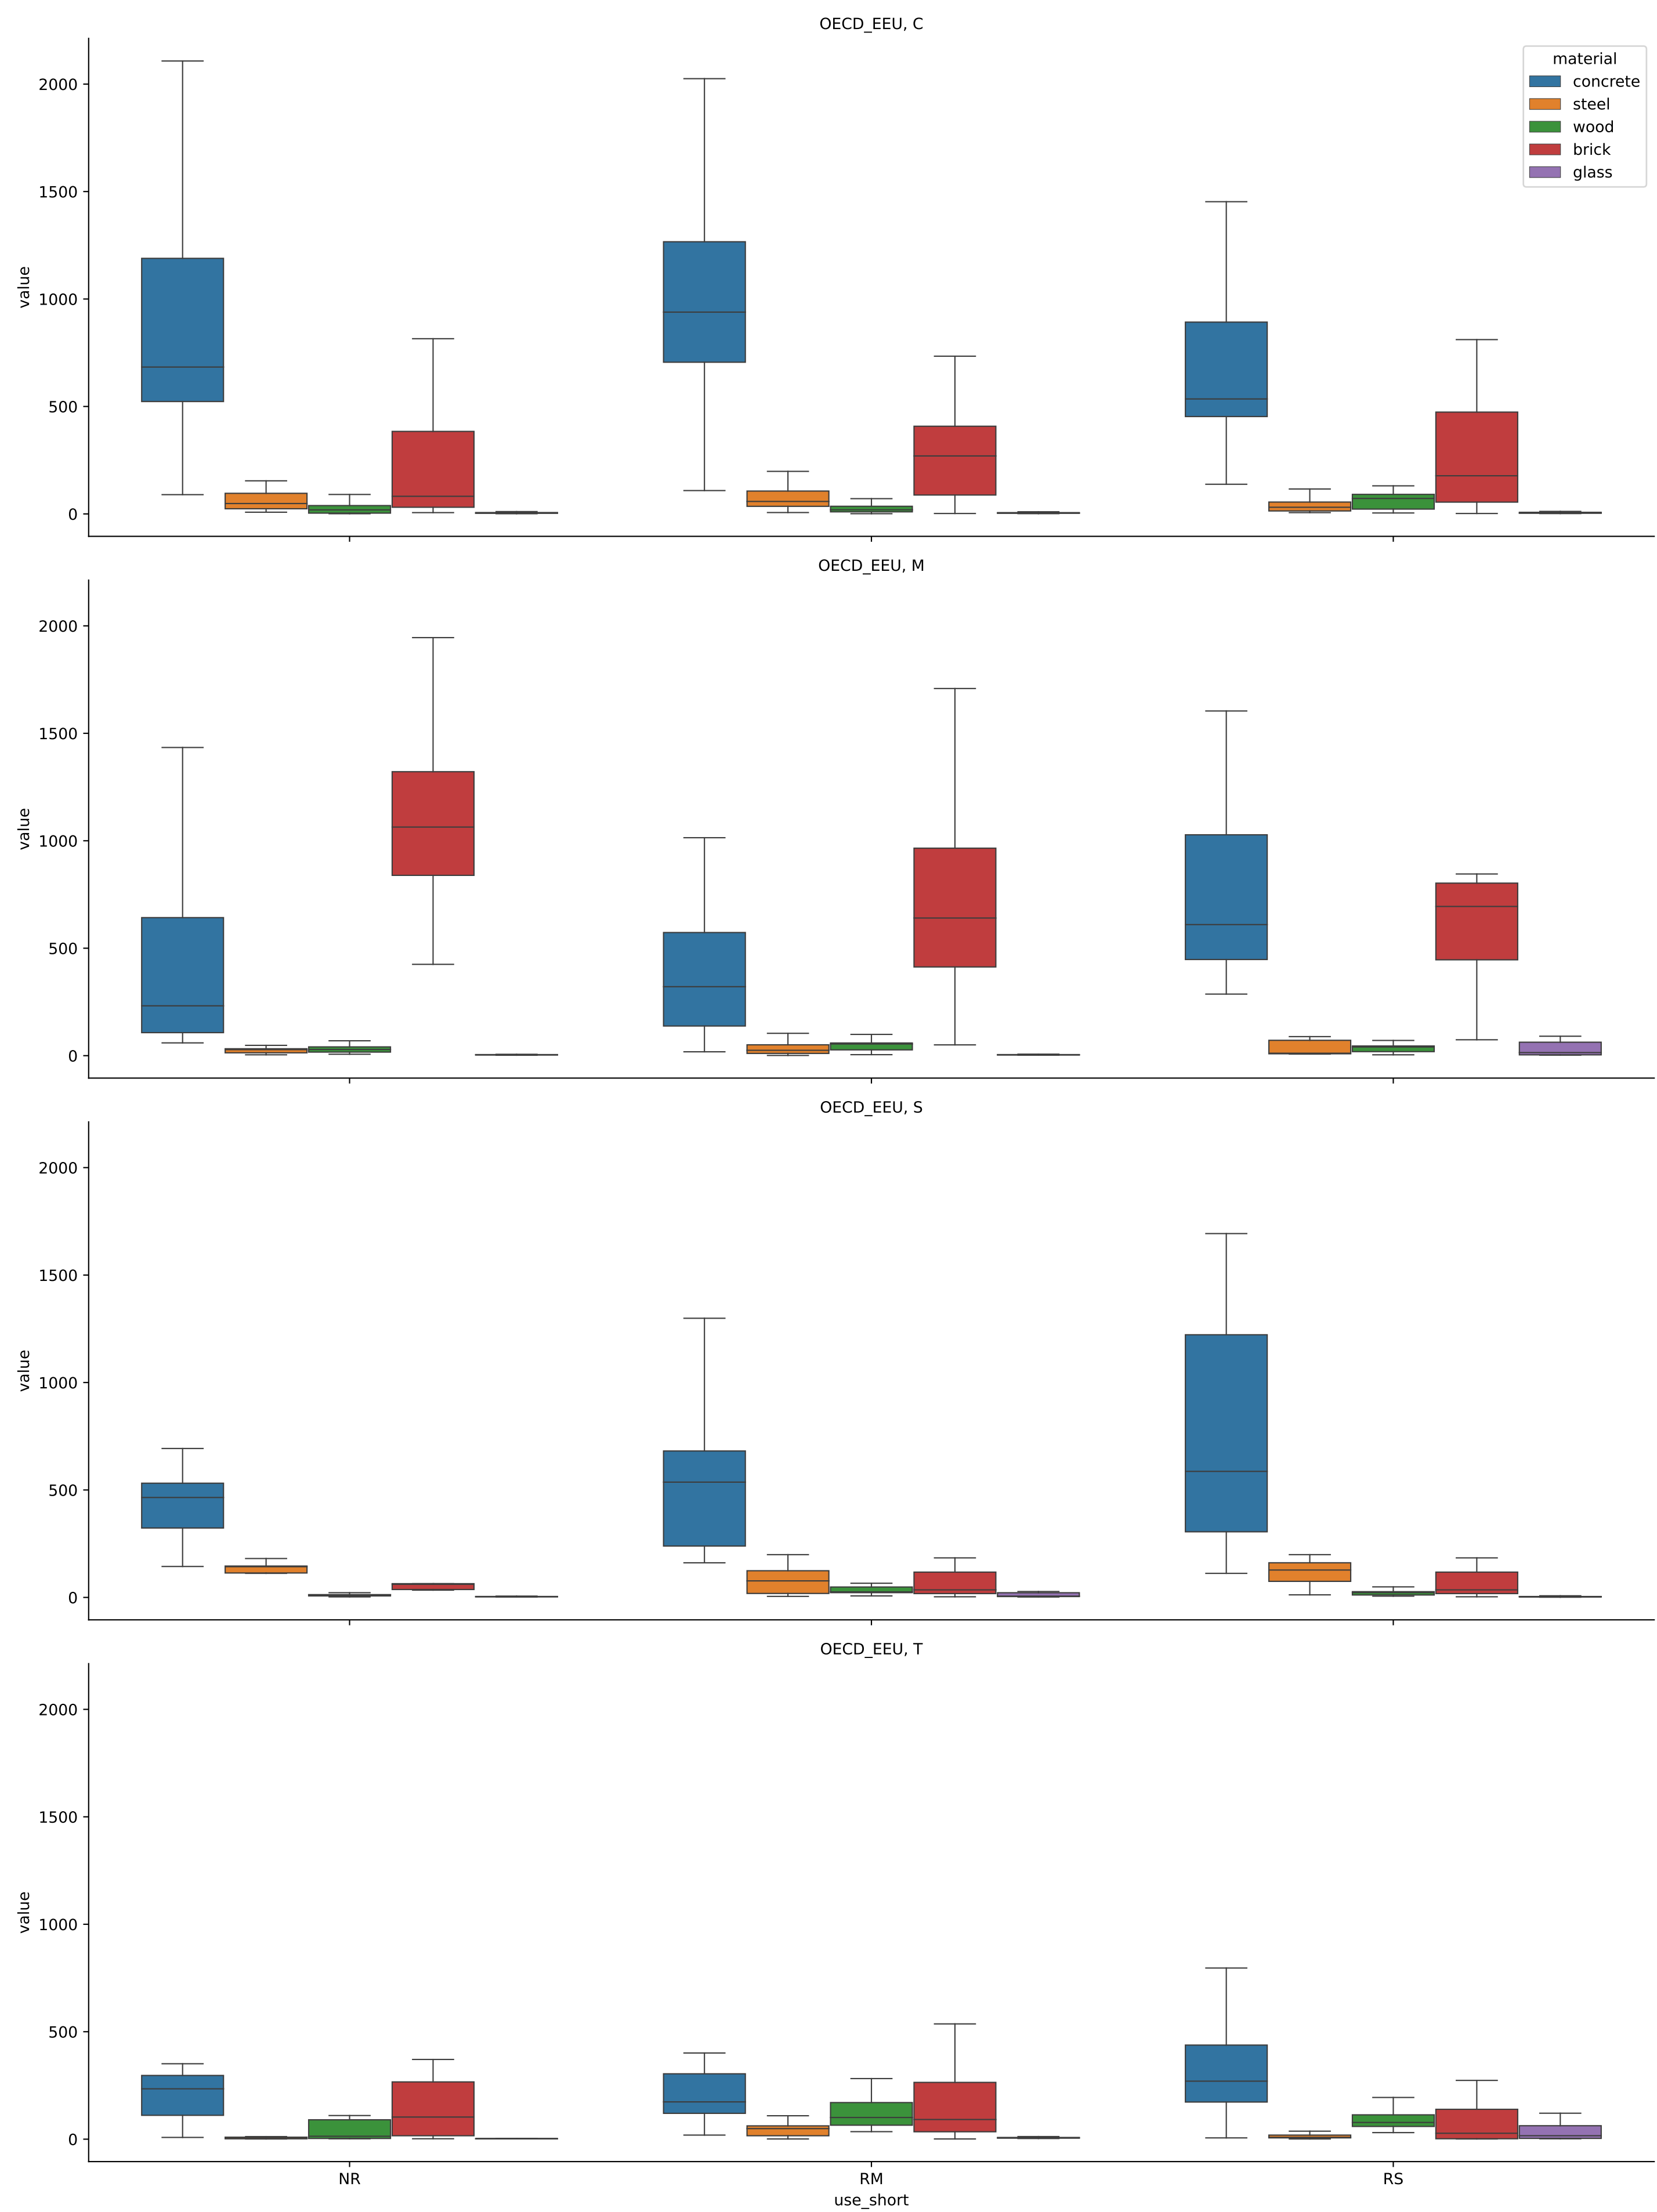 OECD_EEU, C
2000
1500
1000
500
0
value
material
concrete
steel
wood
brick
glass
OECD_EEU, M
2000
1500
1000
500
0
value
OECD_EEU, S
2000
1500
1000
500
0
value
OECD_EEU, T
2000
1500
1000
500
0
value
NR RM RS
use_short